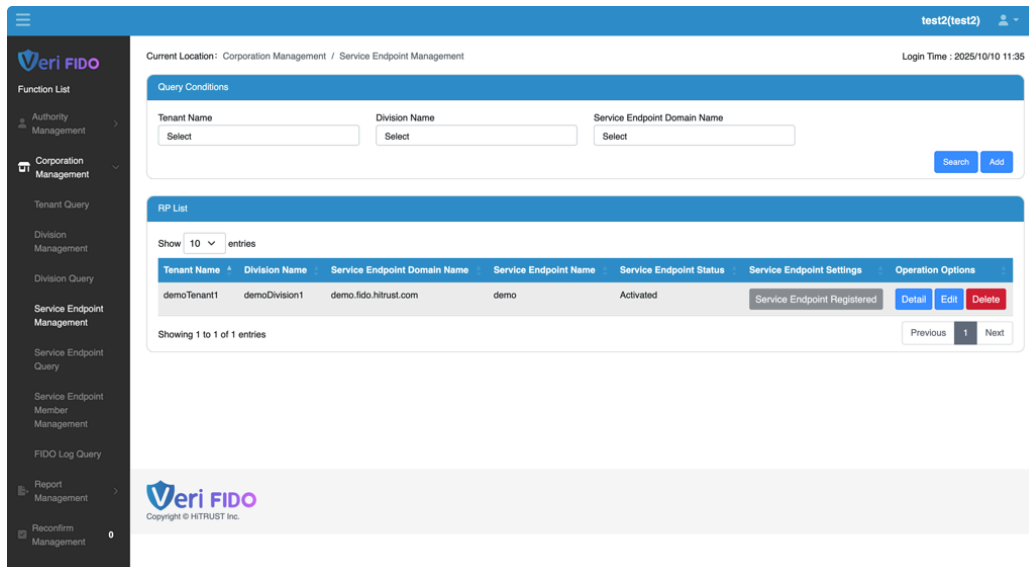 test2(test2)
Veri FIDO
Current Location: Corporation Management / Service Endpoint Management
Login Time : 2025/10/10 11:35
Function List
Authority
Management
Corporation
Management
Tenant Query
Division
Management
Division Query
Service Endpoint
Management
Service Endpoint
Query
Service Endpoint
Member
Management
FIDO Log Query
Report
Management
Reconfirm
Management 0
Query Conditions
Tenant Name Division Name Service Endpoint Domain Name
Select Select Select
Search Add
RP List
Show 10 entries
Tenant Name Division Name Service Endpoint Domain Name Service Endpoint Name Service Endpoint Status Service Endpoint Settings Operation Options
demoTenant1 demoDivision1 demo.fido.hitrust.com demo Activated Service Endpoint Registered Detail Edit Delete
Showing 1 to 1 of 1 entries
Previous 1 Next
Veri FIDO
Copyright © HiTRUST Inc.